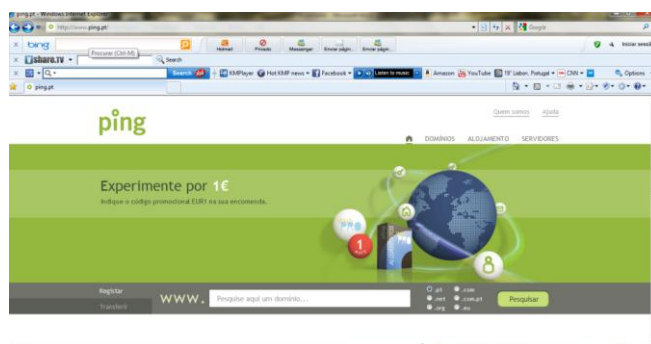 ping.pt - Windows Internet Explorer
http://www.ping.pt/
Google
bing
Procurar (Ctrl+M)
Hotmail
Privado
Messenger
Enviar págin.
Enviar págin.
Iniciar sessã
share.TV
Search
Search
KMPlayer
Hot KMP news
Facebook
Listen to music
Amazon
YouTube
18° Lisbon, Portugal
CNN
Options
ping.pt
ping
Quem somos
Ajuda
DOMÍNIOS
ALOJAMENTO
SERVIDORES
Experimente por 1€
Indique o código promocional EUR1 na sua encomenda.
PRO
1
Registar
Transferir
www.
Pesquise aqui um domínio...
.pt
.com
.net
.com.pt
.org
.eu
Pesquisar